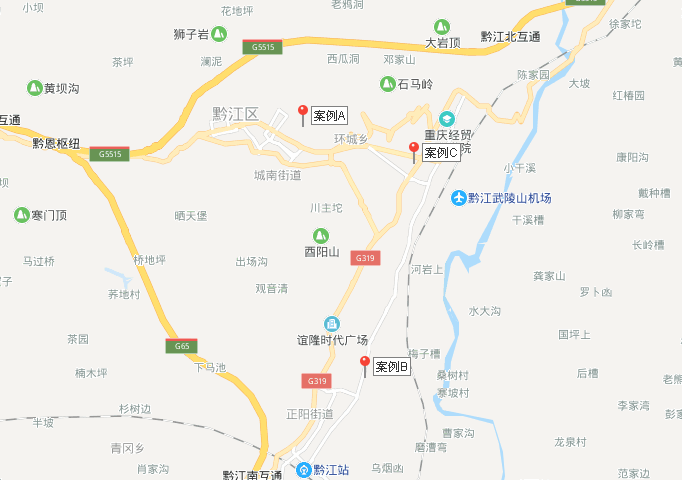 小坝
花地坪
老鸦洞
G5515
徐家坨
狮子岩
大岩顶
黔江北互通
G5515
茶坪
澜泥
西瓜洞
邓家山
陈家园
大坡
黄坝沟
石马岭
红椿园
黔江区
案例A
互通
黔恩枢纽
环城乡
重庆经贸
院
G5515
案例C
康阳沟
小干溪
城南街道
坝
戴种村
黔江武陵山机场
寒门顶
晒天堡
川主坨
干溪槽
柳家弯
酉阳山
长岭槽
马过桥
桥地坪
出场沟
G319
河岩上
龚家山
子
荞地村
观音清
罗卜凼
水大沟
谊隆时代广场
茶园
国坪上
G65
梅子槽
下马池
案例B
楠木坪
G319
桑树村
后槽
老熊
寨坡村
杉树边
正阳街道
李家湾
彭家
半坡
曹家沟
青冈乡
磨漕弯
龙泉村
肖家沟
黔江南互通
黔江站
乌烟凼
范家边